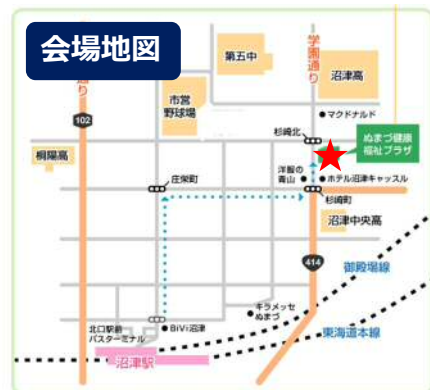 会場地図
第五中
学園通り
沼津高
通り
市営
野球場
マクドナルド
102
杉崎北
ぬまづ健康
福祉プラザ
桐陽高
庄栄町
洋服の
青山
ホテル沼津キャッスル
杉崎町
沼津中央高
414
御殿場線
キラメッセ
ぬまづ
北口駅前
バスターミナル
BiVi沼津
東海道本線
沼津駅